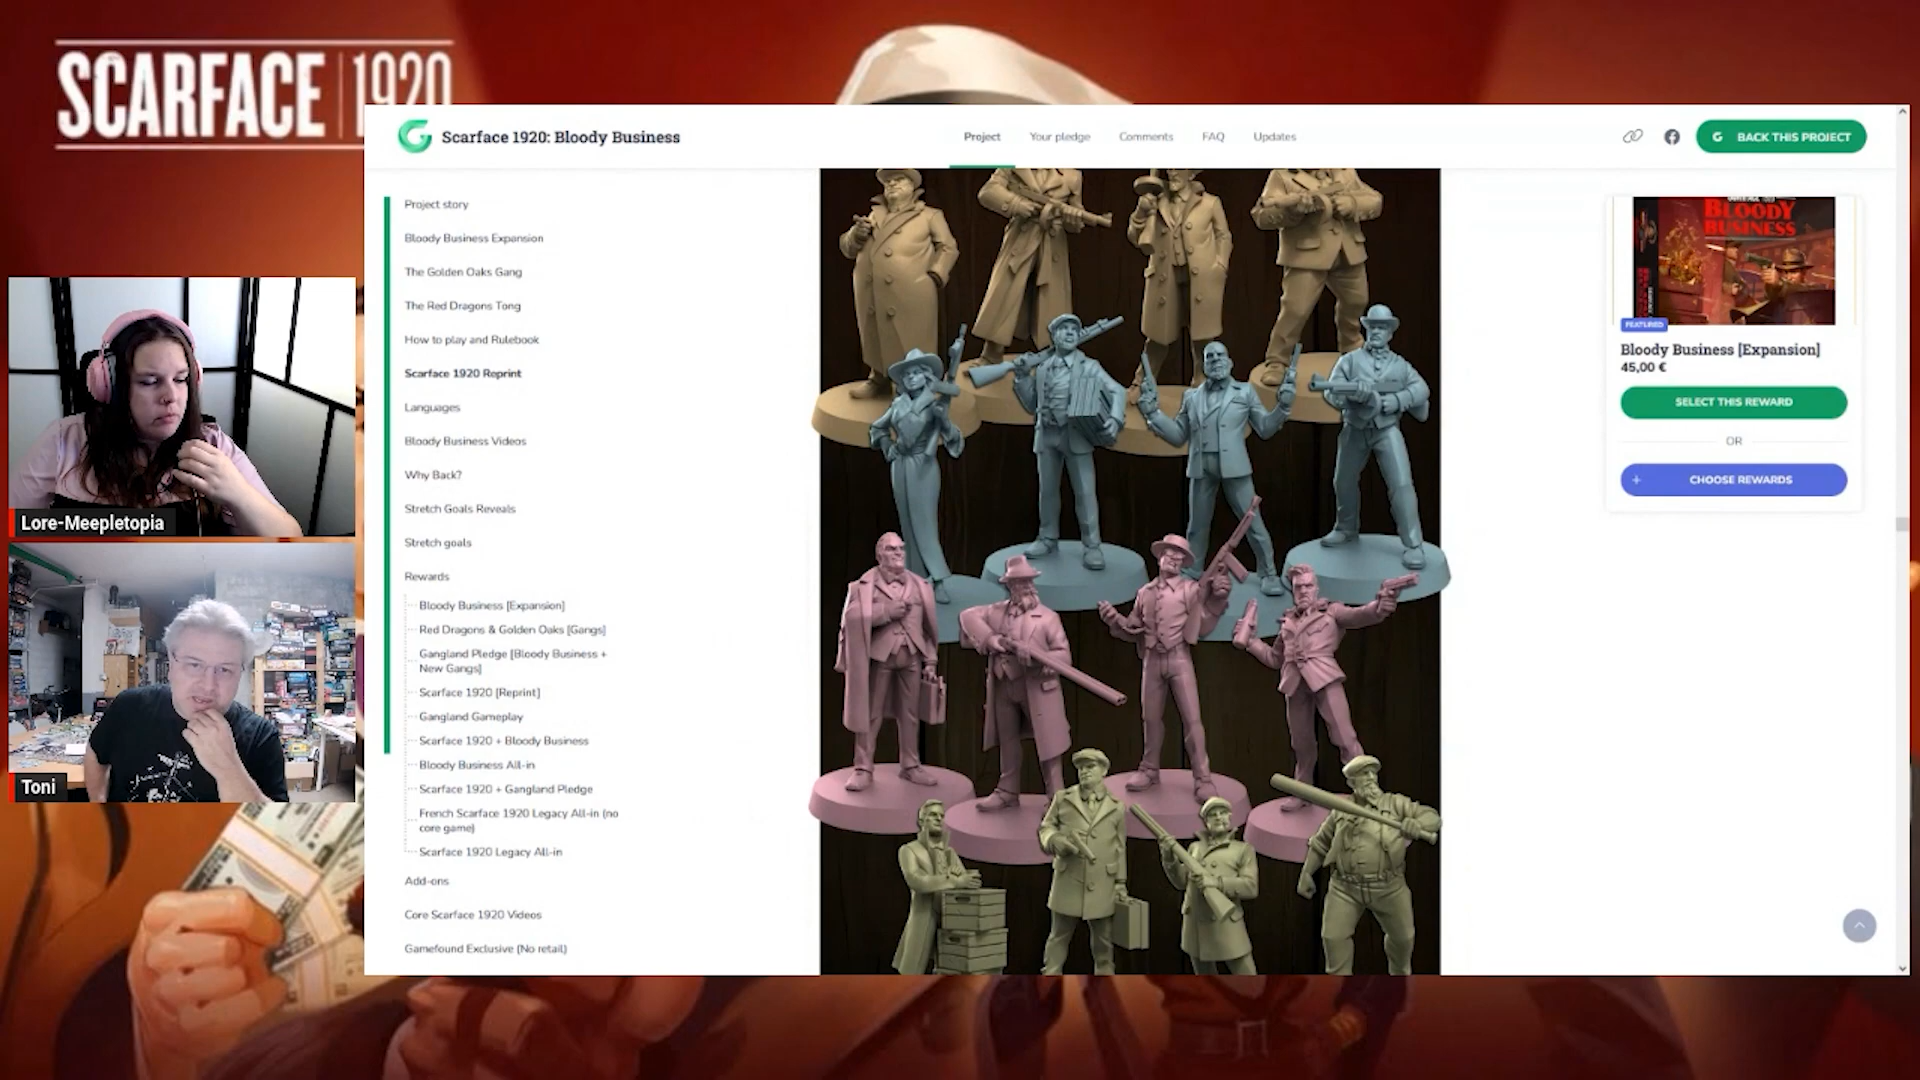 SCARFACE 1920
Scarface 1920: Bloody Business
Project
Your pledge
Comments
FAQ
Updates
BACK THIS PROJECT
Project story
Bloody Business Expansion
The Golden Oaks Gang
The Red Dragons Tong
How to play and Rulebook
Scarface 1920 Reprint
Languages
Bloody Business Videos
Why Back?
Stretch Goals Reveals
Stretch goals
Rewards
Bloody Business [Expansion]
Red Dragons & Golden Oaks [Gangs]
Gangland Pledge [Bloody Business +
New Gangs]
Scarface 1920 [Reprint]
Gangland Gameplay
Scarface 1920 + Bloody Business
Bloody Business All-in
Scarface 1920 + Gangland Pledge
French Scarface 1920 Legacy All-in (no
core game)
Scarface 1920 Legacy All-in
Add-ons
Core Scarface 1920 Videos
Gamefound Exclusive (No retail)
BLOODY
BUSINESS
FEATURED
Bloody Business [Expansion]
45,00 €
SELECT THIS REWARD
OR
+ CHOOSE REWARDS
Lore-Meepletopia
Toni